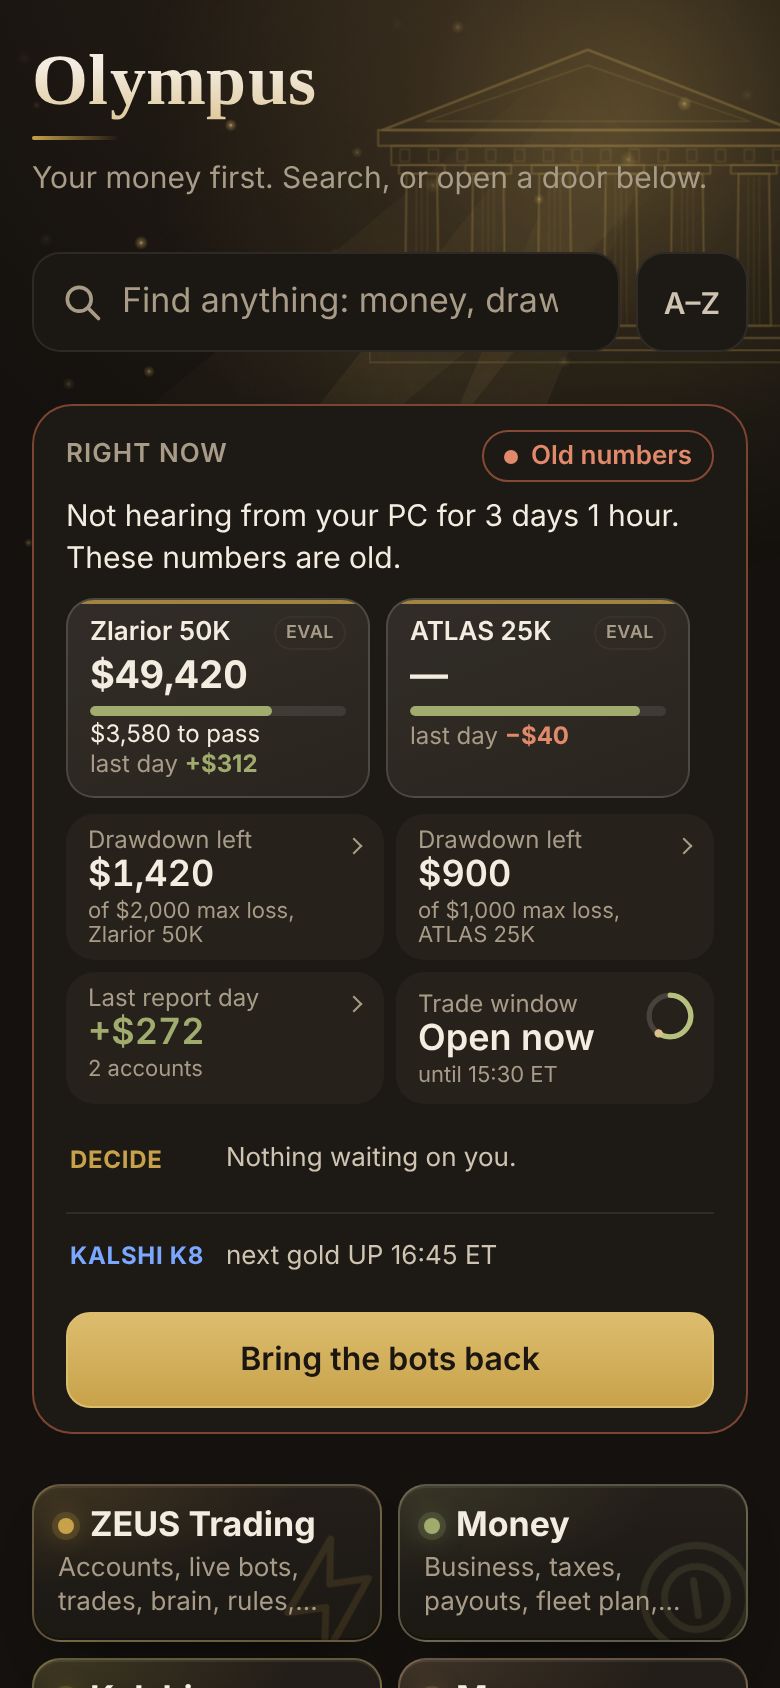 Olympus
Your money first. Search, or open a door below.
Find anything: money, draw
A–Z
RIGHT NOW
Old numbers
Not hearing from your PC for 3 days 1 hour.
These numbers are old.
Zlarior 50K
EVAL
$49,420
$3,580 to pass
last day +$312
ATLAS 25K
EVAL
—
last day −$40
Drawdown left
$1,420
of $2,000 max loss,
Zlarior 50K
Drawdown left
$900
of $1,000 max loss,
ATLAS 25K
Last report day
+$272
2 accounts
Trade window
Open now
until 15:30 ET
DECIDE
Nothing waiting on you.
KALSHI K8
next gold UP 16:45 ET
Bring the bots back
ZEUS Trading
Accounts, live bots,
trades, brain, rules,...
Money
Business, taxes,
payouts, fleet plan,...